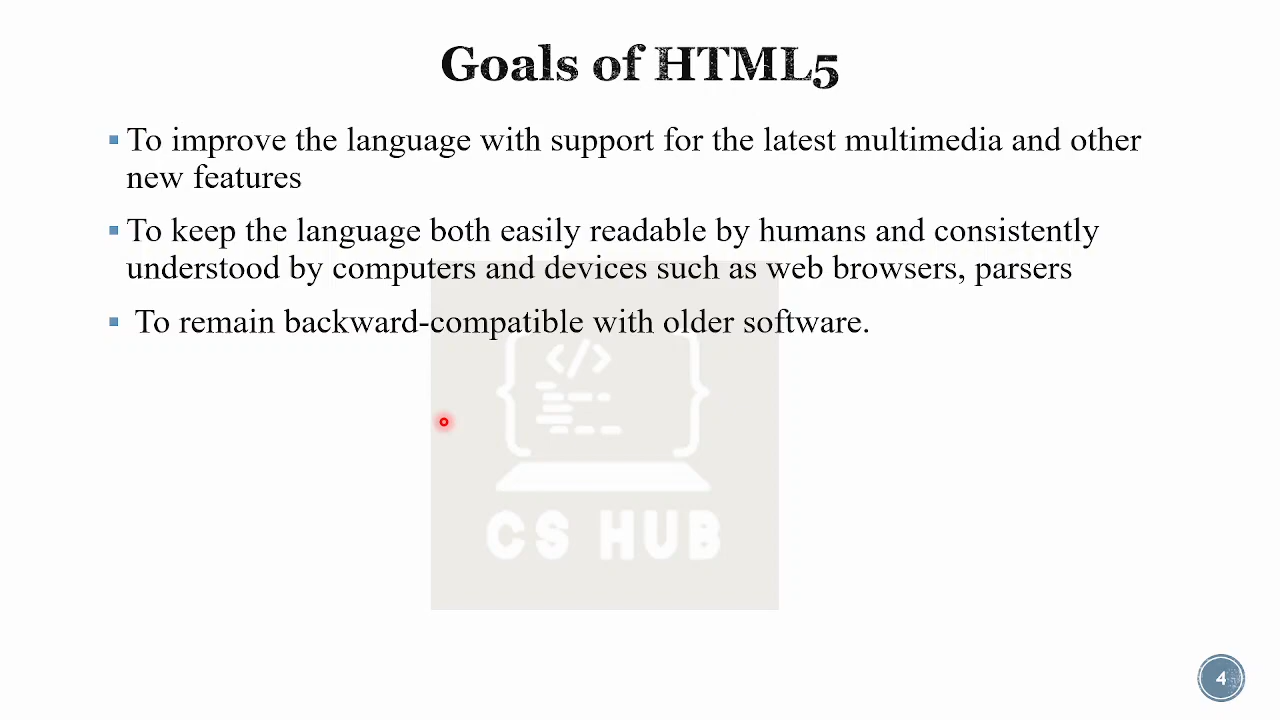 Goals of HTML5
▪ To improve the language with support for the latest multimedia and other
new features
▪ To keep the language both easily readable by humans and consistently
understood by computers and devices such as web browsers, parsers
▪ To remain backward-compatible with older software.
</>
CS HUB
4